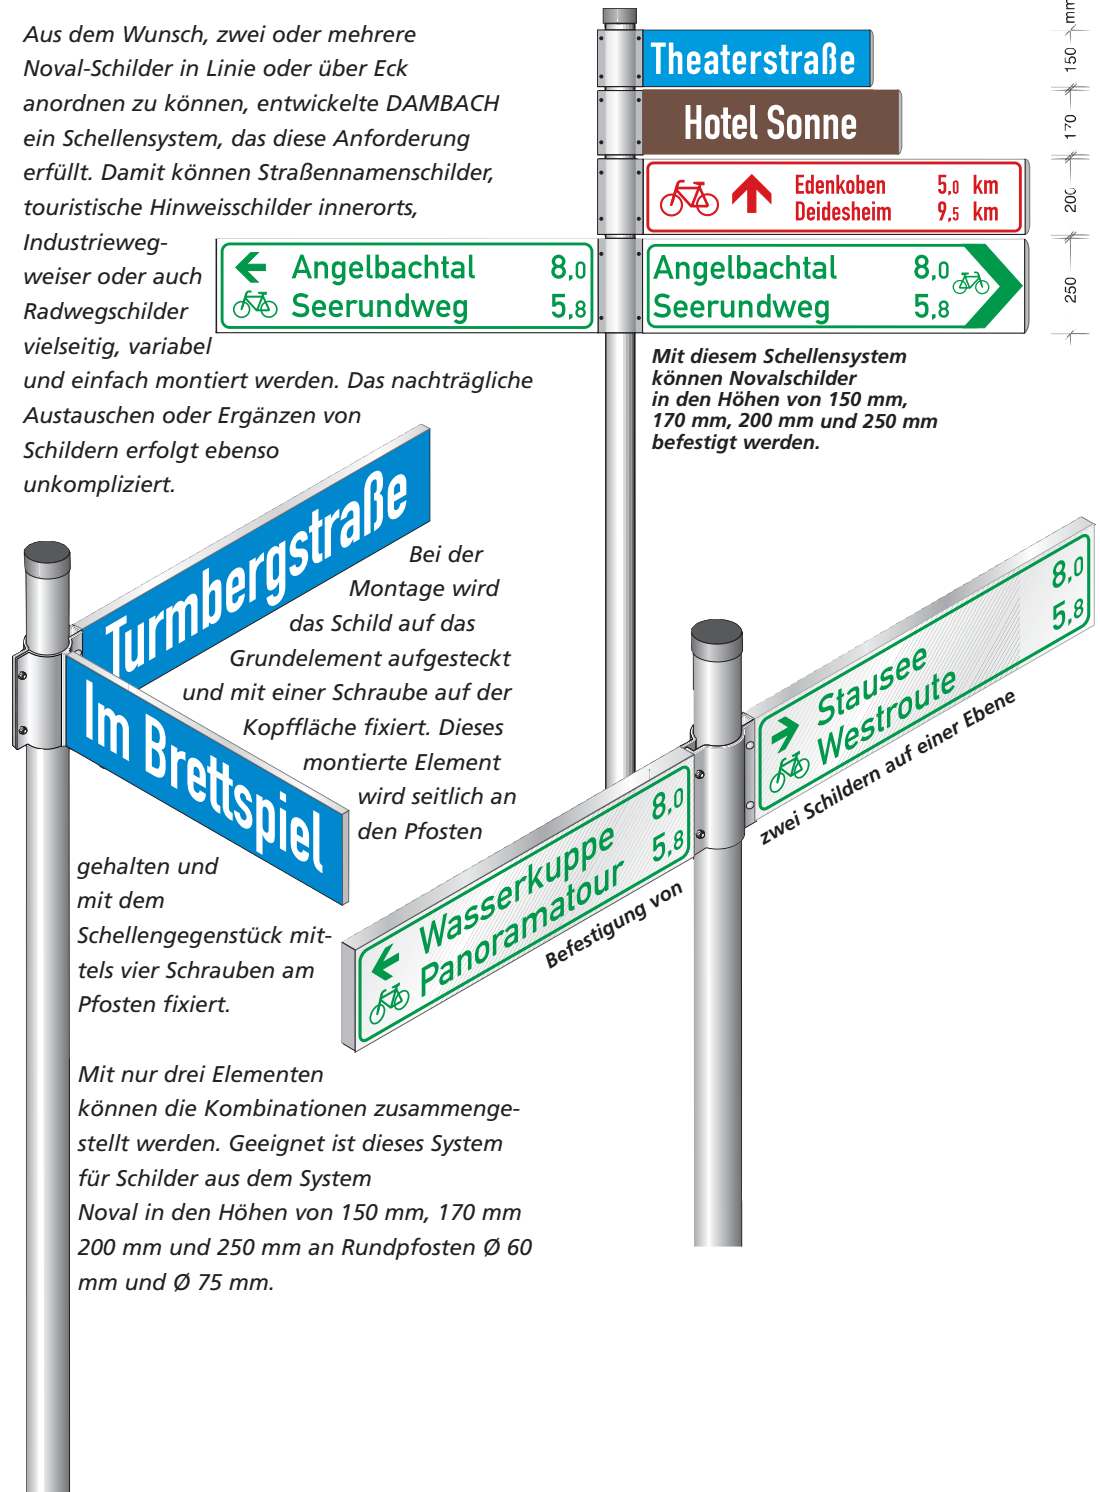 Aus dem Wunsch, zwei oder mehrere
Noval-Schilder in Linie oder über Eck
anordnen zu können, entwickelte DAMBACH
ein Schellensystem, das diese Anforderung
erfüllt. Damit können Straßennamenschilder,
touristische Hinweisschilder innerorts,
Industrieweg-
weiser oder auch
Radwegschilder
vielseitig, variabel
und einfach montiert werden. Das nachträgliche
Austauschen oder Ergänzen von
Schildern erfolgt ebenso
unkompliziert.
Theaterstraße
Hotel Sonne
Edenkoben 5,0 km
Deidesheim 9,5 km
Angelbachtal 8,0
Seerundweg 5,8
Angelbachtal 8,0
Seerundweg 5,8
mm
150
170
200
250
Mit diesem Schellensystem
können Novalschilder
in den Höhen von 150 mm,
170 mm, 200 mm und 250 mm
befestigt werden.
Turmbergstraße
Im Brettspiel
Bei der
Montage wird
das Schild auf das
Grundelement aufgesteckt
und mit einer Schraube auf der
Kopffläche fixiert. Dieses
montierte Element
wird seitlich an
den Pfosten
gehalten und
mit dem
Schellengegenstück mit-
tels vier Schrauben am
Pfosten fixiert.
Stausee 8,0
Westroute 5,8
Wasserkuppe 8,0
Panoramatour 5,8
Befestigung von
zwei Schildern auf einer Ebene
Mit nur drei Elementen
können die Kombinationen zusammenge-
stellt werden. Geeignet ist dieses System
für Schilder aus dem System
Noval in den Höhen von 150 mm, 170 mm
200 mm und 250 mm an Rundpfosten Ø 60
mm und Ø 75 mm.